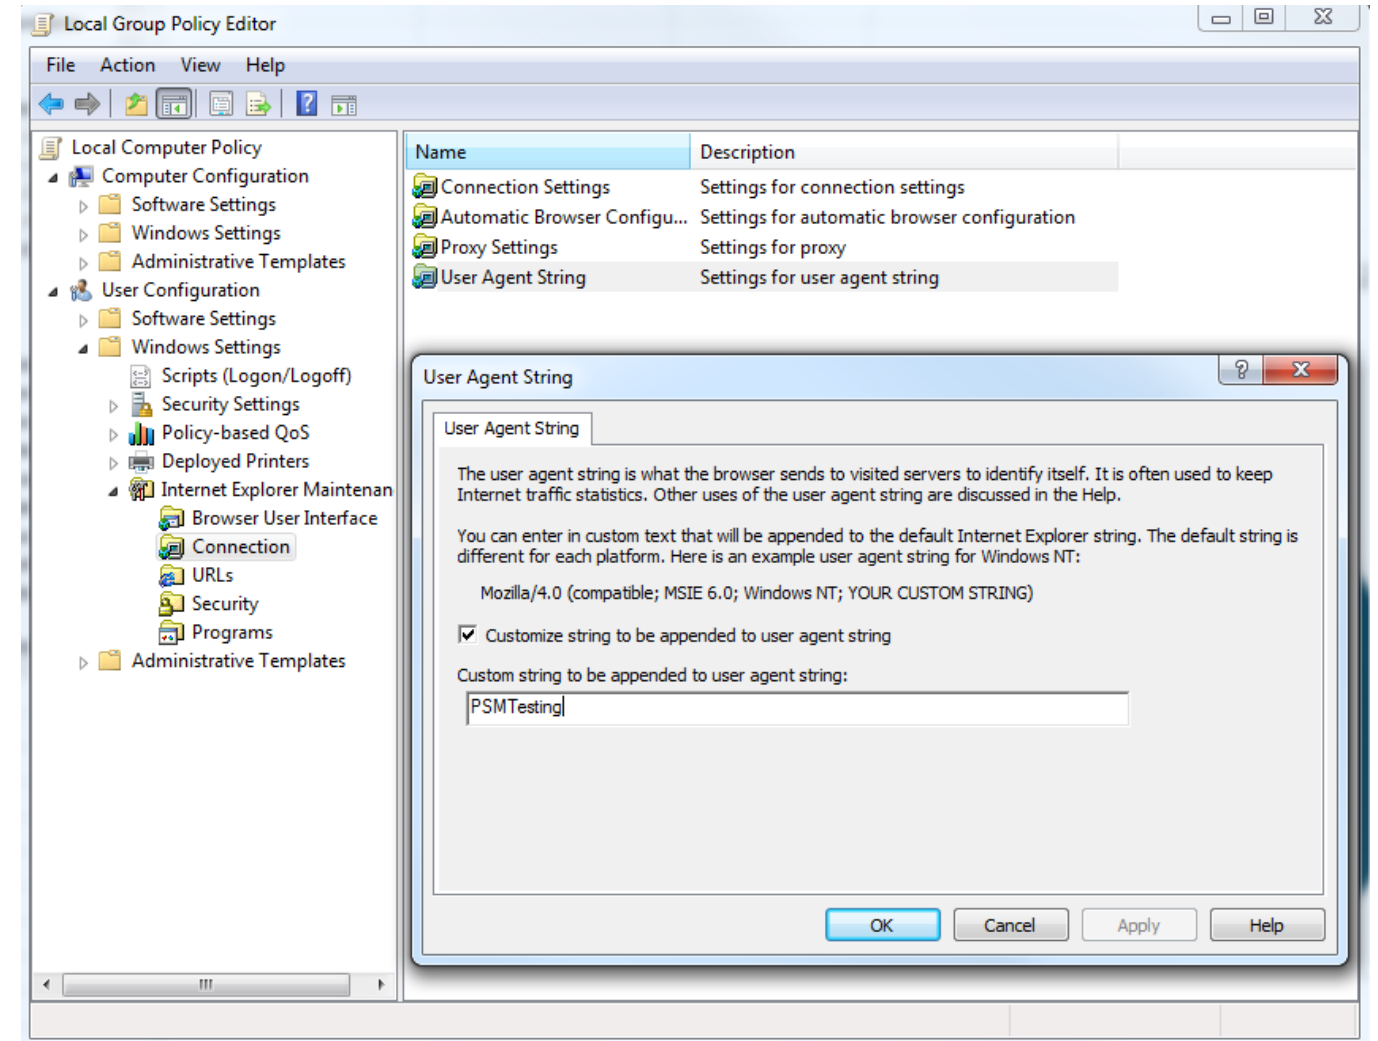 Local Group Policy Editor
File Action View Help
Local Computer Policy
Computer Configuration
Software Settings
Windows Settings
Administrative Templates
User Configuration
Software Settings
Windows Settings
Scripts (Logon/Logoff)
Security Settings
Policy-based QoS
Deployed Printers
Internet Explorer Maintenan
Browser User Interface
Connection
URLs
Security
Programs
Administrative Templates
Name Description
Connection Settings Settings for connection settings
Automatic Browser Configu... Settings for automatic browser configuration
Proxy Settings Settings for proxy
User Agent String Settings for user agent string
User Agent String
User Agent String
The user agent string is what the browser sends to visited servers to identify itself. It is often used to keep
Internet traffic statistics. Other uses of the user agent string are discussed in the Help.
You can enter in custom text that will be appended to the default Internet Explorer string. The default string is
different for each platform. Here is an example user agent string for Windows NT:
Mozilla/4.0 (compatible; MSIE 6.0; Windows NT; YOUR CUSTOM STRING)
Customize string to be appended to user agent string
Custom string to be appended to user agent string:
PSMTesting
OK Cancel Apply Help